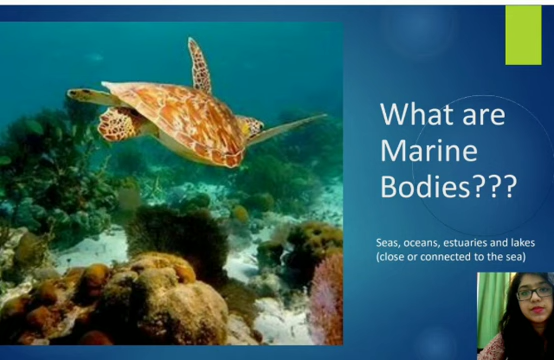 What are
Marine
Bodies???
Seas, oceans, estuaries and lakes
(close or connected to the sea)